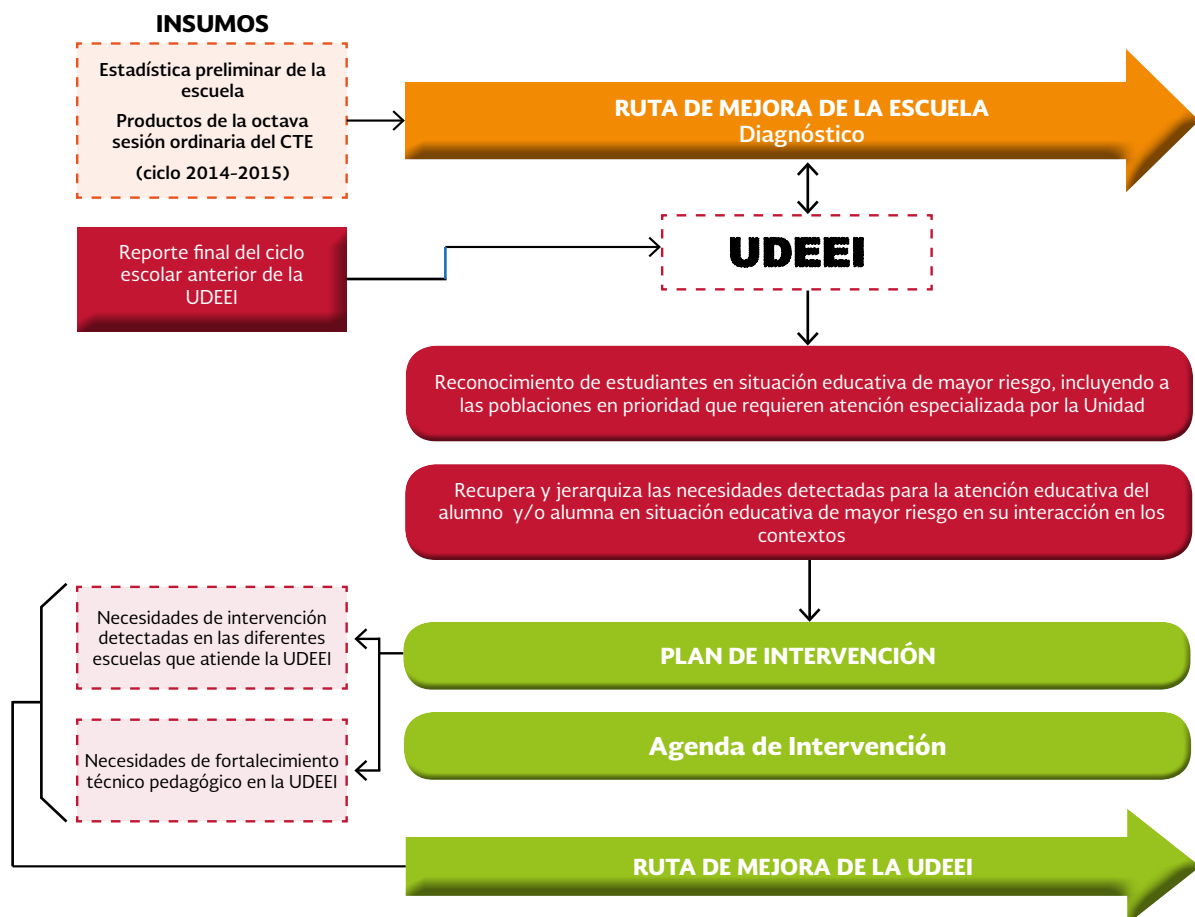 INSUMOS
Estadística preliminar de la
escuela
Productos de la octava
sesión ordinaria del CTE
(ciclo 2014-2015)
RUTA DE MEJORA DE LA ESCUELA
Diagnóstico
Reporte final del ciclo
escolar anterior de la
UDEEI
UDEEI
Reconocimiento de estudiantes en situación educativa de mayor riesgo, incluyendo a
las poblaciones en prioridad que requieren atención especializada por la Unidad
Recupera y jerarquiza las necesidades detectadas para la atención educativa del
alumno y/o alumna en situación educativa de mayor riesgo en su interacción en los
contextos
Necesidades de intervención
detectadas en las diferentes
escuelas que atiende la UDEEI
PLAN DE INTERVENCIÓN
Agenda de Intervención
Necesidades de fortalecimiento
técnico pedagógico en la UDEEI
RUTA DE MEJORA DE LA UDEEI